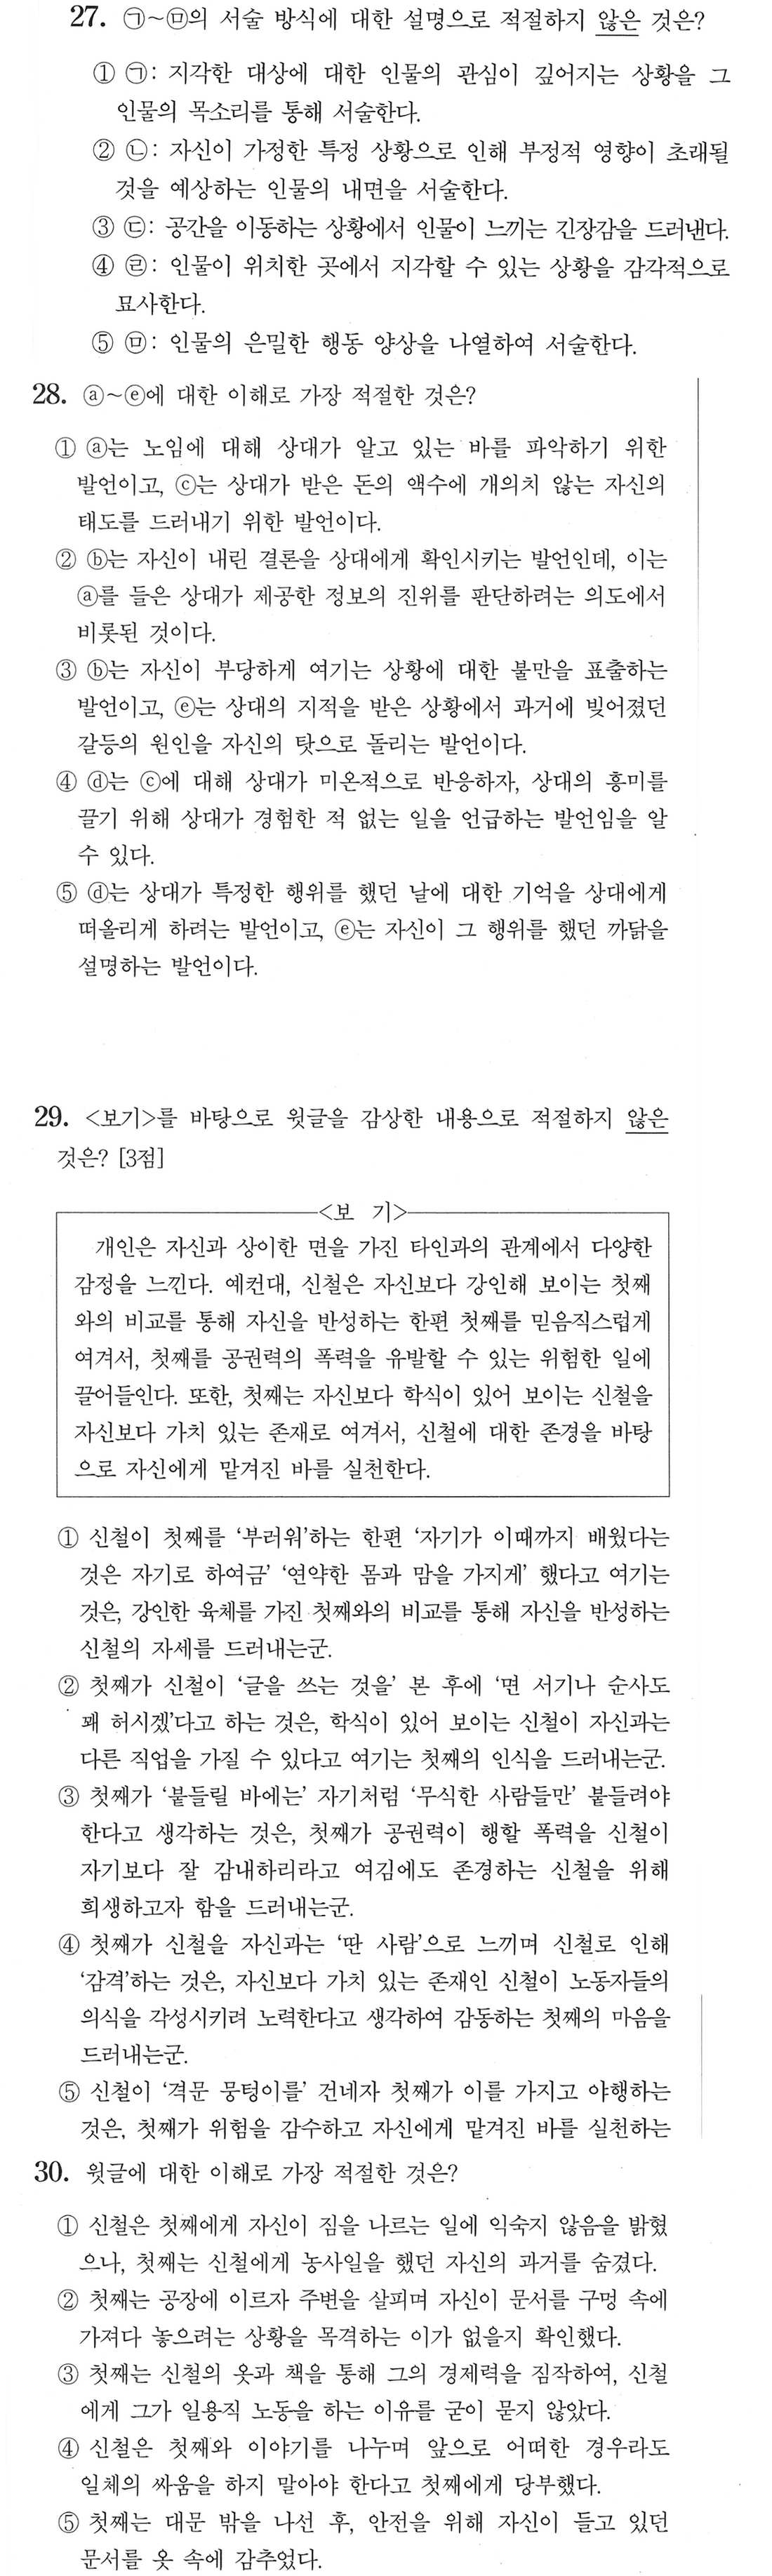 27. ㉠~㉤의 서술 방식에 대한 설명으로 적절하지 않은 것은?
① ㉠: 지각한 대상에 대한 인물의 관심이 깊어지는 상황을 그
인물의 목소리를 통해 서술한다.
② ㉡: 자신이 가정한 특정 상황으로 인해 부정적 영향이 초래될
것을 예상하는 인물의 내면을 서술한다.
③ ㉢: 공간을 이동하는 상황에서 인물이 느끼는 긴장감을 드러낸다.
④ ㉣: 인물이 위치한 곳에서 지각할 수 있는 상황을 감각적으로
묘사한다.
⑤ ㉤: 인물의 은밀한 행동 양상을 나열하여 서술한다.
28. ⓐ~ⓔ에 대한 이해로 가장 적절한 것은?
① ⓐ는 노임에 대해 상대가 알고 있는 바를 파악하기 위한
발언이고, ⓒ는 상대가 받은 돈의 액수에 개의치 않는 자신의
태도를 드러내기 위한 발언이다.
② ⓑ는 자신이 내린 결론을 상대에게 확인시키는 발언인데, 이는
ⓐ를 들은 상대가 제공한 정보의 진위를 판단하려는 의도에서
비롯된 것이다.
③ ⓑ는 자신이 부당하게 여기는 상황에 대한 불만을 표출하는
발언이고, ⓔ는 상대의 지적을 받은 상황에서 과거에 빚어졌던
갈등의 원인을 자신의 탓으로 돌리는 발언이다.
④ ⓓ는 ⓒ에 대해 상대가 미온적으로 반응하자, 상대의 흥미를
끌기 위해 상대가 경험한 적 없는 일을 언급하는 발언임을 알
수 있다.
⑤ ⓓ는 상대가 특정한 행위를 했던 날에 대한 기억을 상대에게
떠올리게 하려는 발언이고, ⓔ는 자신이 그 행위를 했던 까닭을
설명하는 발언이다.
29. <보기>를 바탕으로 윗글을 감상한 내용으로 적절하지 않은
것은? [3점]
<보 기>
개인은 자신과 상이한 면을 가진 타인과의 관계에서 다양한
감정을 느낀다. 예컨대, 신철은 자신보다 강인해 보이는 첫째
와의 비교를 통해 자신을 반성하는 한편 첫째를 믿음직스럽게
여겨서, 첫째를 공권력의 폭력을 유발할 수 있는 위험한 일에
끌어들인다. 또한, 첫째는 자신보다 학식이 있어 보이는 신철을
자신보다 가치 있는 존재로 여겨서, 신철에 대한 존경을 바탕
으로 자신에게 맡겨진 바를 실천한다.
① 신철이 첫째를 ‘부러워’하는 한편 ‘자기가 이때까지 배웠다는
것은 자기로 하여금’ ‘연약한 몸과 맘을 가지게’ 했다고 여기는
것은, 강인한 육체를 가진 첫째와의 비교를 통해 자신을 반성하는
신철의 자세를 드러내는군.
② 첫째가 신철이 ‘글을 쓰는 것을’ 본 후에 ‘면 서기나 순사도
꽤 허시겠’다고 하는 것은, 학식이 있어 보이는 신철이 자신과는
다른 직업을 가질 수 있다고 여기는 첫째의 인식을 드러내는군.
③ 첫째가 ‘붙들릴 바에는’ 자기처럼 ‘무식한 사람들만’ 붙들려야
한다고 생각하는 것은, 첫째가 공권력이 행할 폭력을 신철이
자기보다 잘 감내하리라고 여김에도 존경하는 신철을 위해
희생하고자 함을 드러내는군.
④ 첫째가 신철을 자신과는 ‘딴 사람’으로 느끼며 신철로 인해
‘감격’하는 것은, 자신보다 가치 있는 존재인 신철이 노동자들의
의식을 각성시키려 노력한다고 생각하여 감동하는 첫째의 마음을
드러내는군.
⑤ 신철이 ‘격문 뭉텅이를’ 건네자 첫째가 이를 가지고 야행하는
것은, 첫째가 위험을 감수하고 자신에게 맡겨진 바를 실천하는
30. 윗글에 대한 이해로 가장 적절한 것은?
① 신철은 첫째에게 자신이 짐을 나르는 일에 익숙지 않음을 밝혔
으나, 첫째는 신철에게 농사일을 했던 자신의 과거를 숨겼다.
② 첫째는 공장에 이르자 주변을 살피며 자신이 문서를 구멍 속에
가져다 놓으려는 상황을 목격하는 이가 없을지 확인했다.
③ 첫째는 신철의 옷과 책을 통해 그의 경제력을 짐작하여, 신철
에게 그가 일용직 노동을 하는 이유를 굳이 묻지 않았다.
④ 신철은 첫째와 이야기를 나누며 앞으로 어떠한 경우라도
일체의 싸움을 하지 말아야 한다고 첫째에게 당부했다.
⑤ 첫째는 대문 밖을 나선 후, 안전을 위해 자신이 들고 있던
문서를 옷 속에 감추었다.